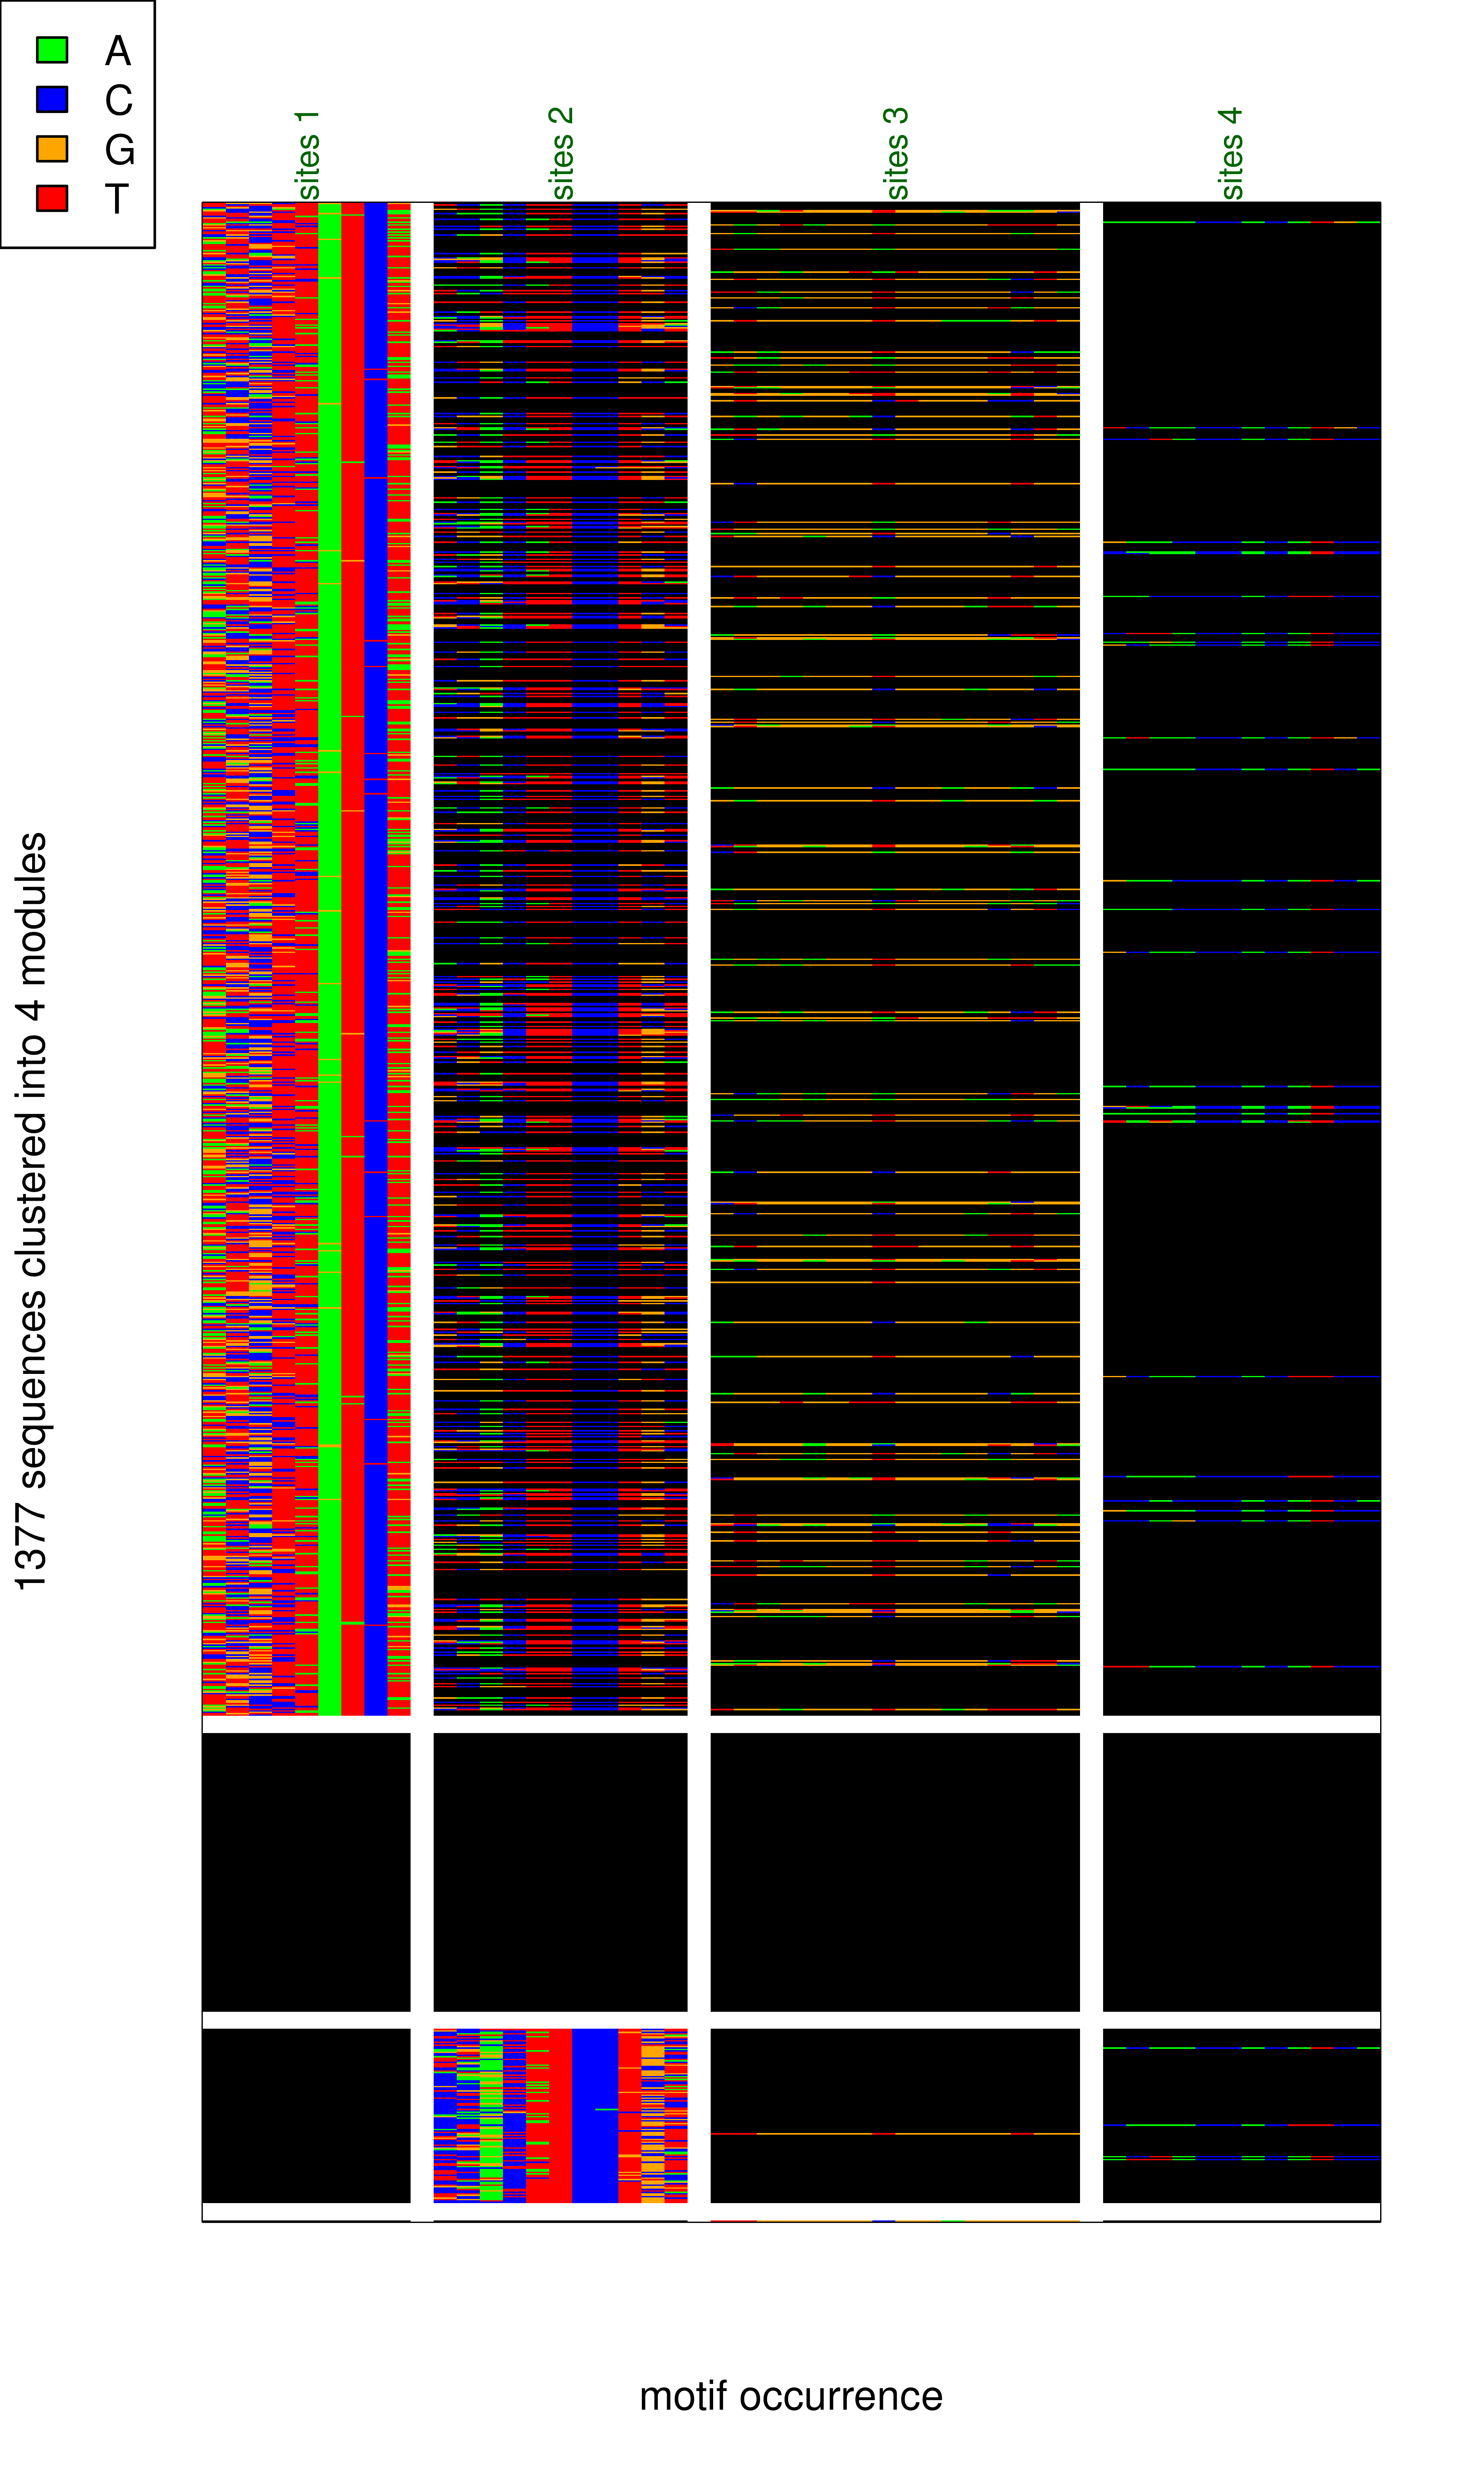 A
C
G
T
sites 1
sites 2
sites 3
sites 4
1377 sequences clustered into 4 modules
motif occurrence